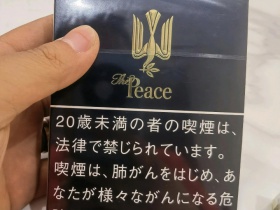 The
Peace
20歳未満の者の喫煙は、
法律で禁じられています。
喫煙は、肺がんをはじめ、あ
なたが様々ながんになる危